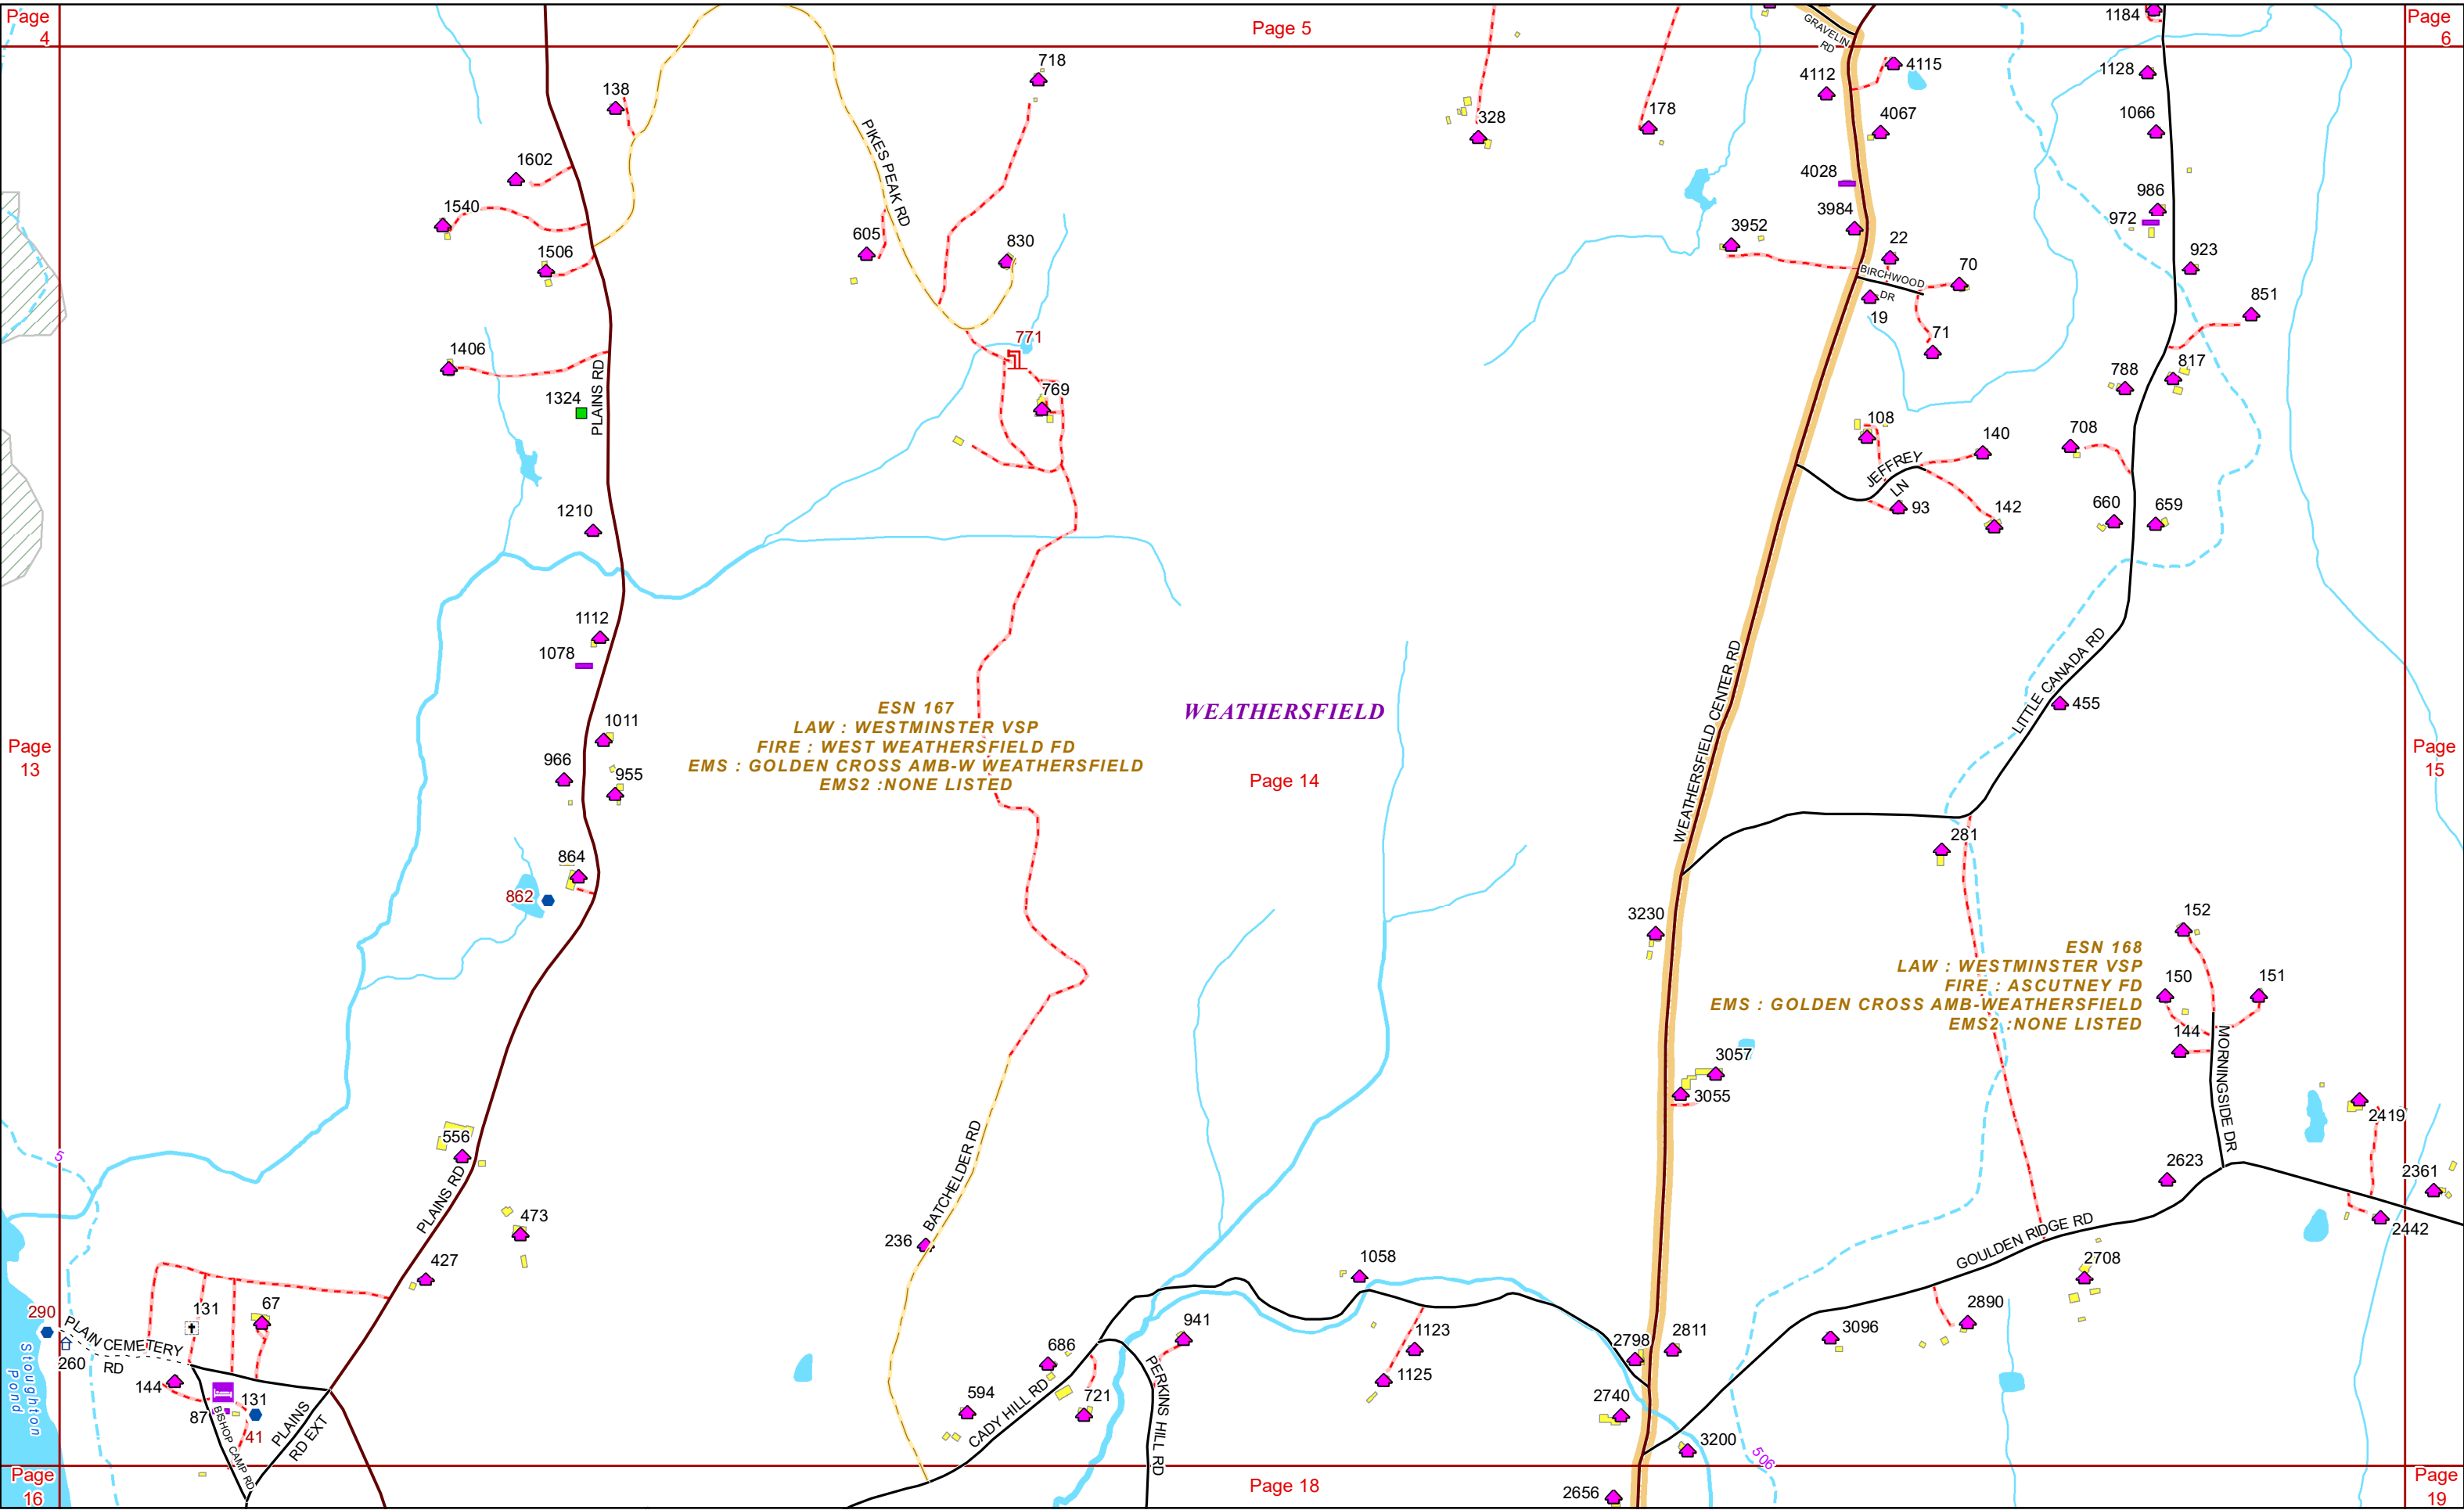 Page
4
Page 5
Page
6
1184
GRAVELIN
RD
718
4115
4112
1128
138
328
178
4067
1066
PIKES PEAK RD
1602
4028
986
1540
3984
972
605
830
3952
22
923
1506
BIRCHWOOD
DR
70
851
19
771
71
1406
PLAINS RD
788
817
769
1324
108
140
708
JEFFREY
LN
1210
93
142
660
659
1112
1078
LITTLE CANADA RD
WEATHERSFIELD CENTER RD
455
ESN 167
LAW : WESTMINSTER VSP
FIRE : WEST WEATHERSFIELD FD
EMS : GOLDEN CROSS AMB-W WEATHERSFIELD
EMS2 :NONE LISTED
WEATHERSFIELD
1011
Page
13
Page 14
Page
15
966
955
281
864
862
3230
152
ESN 168
LAW : WESTMINSTER VSP
FIRE : ASCUTNEY FD
EMS : GOLDEN CROSS AMB-WEATHERSFIELD
EMS2 :NONE LISTED
150
151
144
MORNINGSIDE DR
3057
3055
2419
556
5
PLAINS RD
BATCHELDER RD
2623
2361
473
236
GOULDEN RIDGE RD
2442
427
1058
2708
290
131
67
PLAIN CEMETERY
RD
260
686
941
1123
2798
2811
2890
3096
Stoughton
Pond
144
1125
PERKINS HILL RD
87
131
594
721
2740
BISHOP CAMP RD
41
PLAINS
RD EXT
CADY HILL RD
3200
506
Page
16
Page 18
2656
Page
19